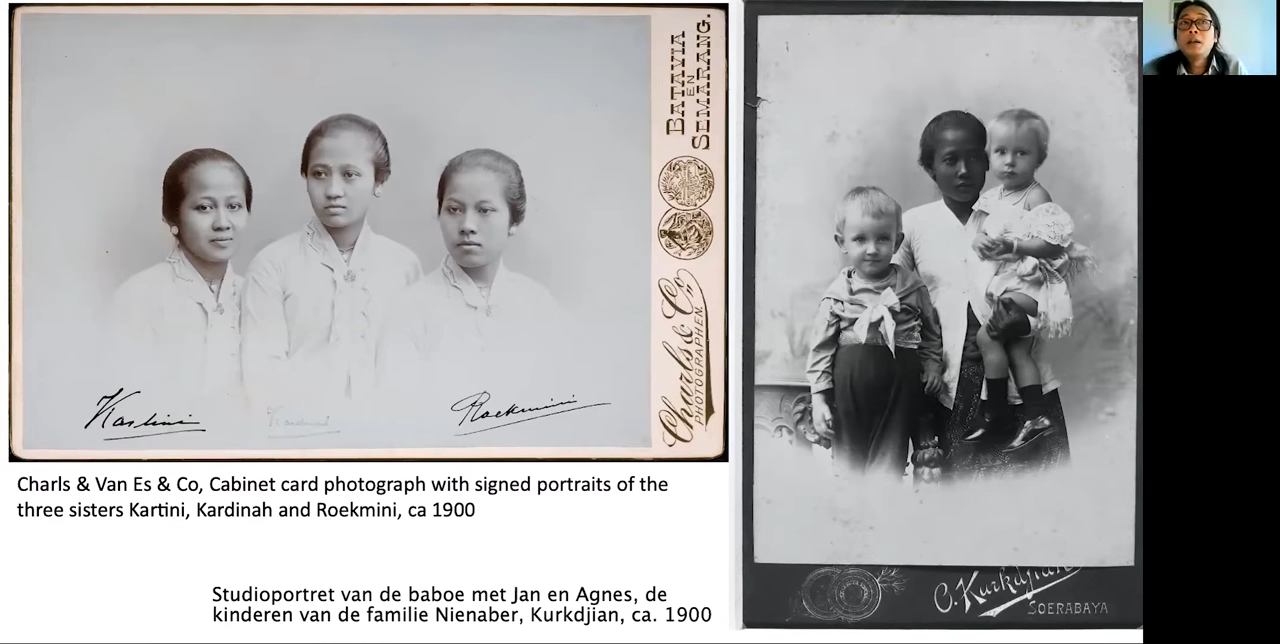 BATAVIA
EN
SEMARANG.
Charls & Co
PHOTOGRAPHEN.
Kartini
Kardinah
Roekmini
Charls & Van Es & Co, Cabinet card photograph with signed portraits of the
three sisters Kartini, Kardinah and Roekmini, ca 1900
Studioportret van de baboe met Jan en Agnes, de
kinderen van de familie Nienaber, Kurkdjian, ca. 1900
O. Kurkdjian
SOERABAYA